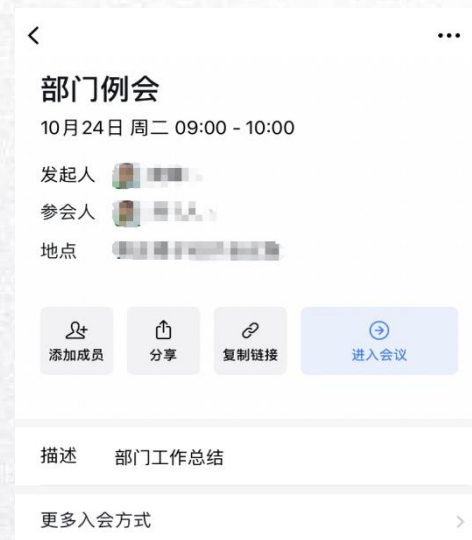 部门例会
10月24日 周二 09:00 - 10:00
发起人
参会人
地点
添加成员 分享 复制链接 进入会议
描述 部门工作总结
更多入会方式